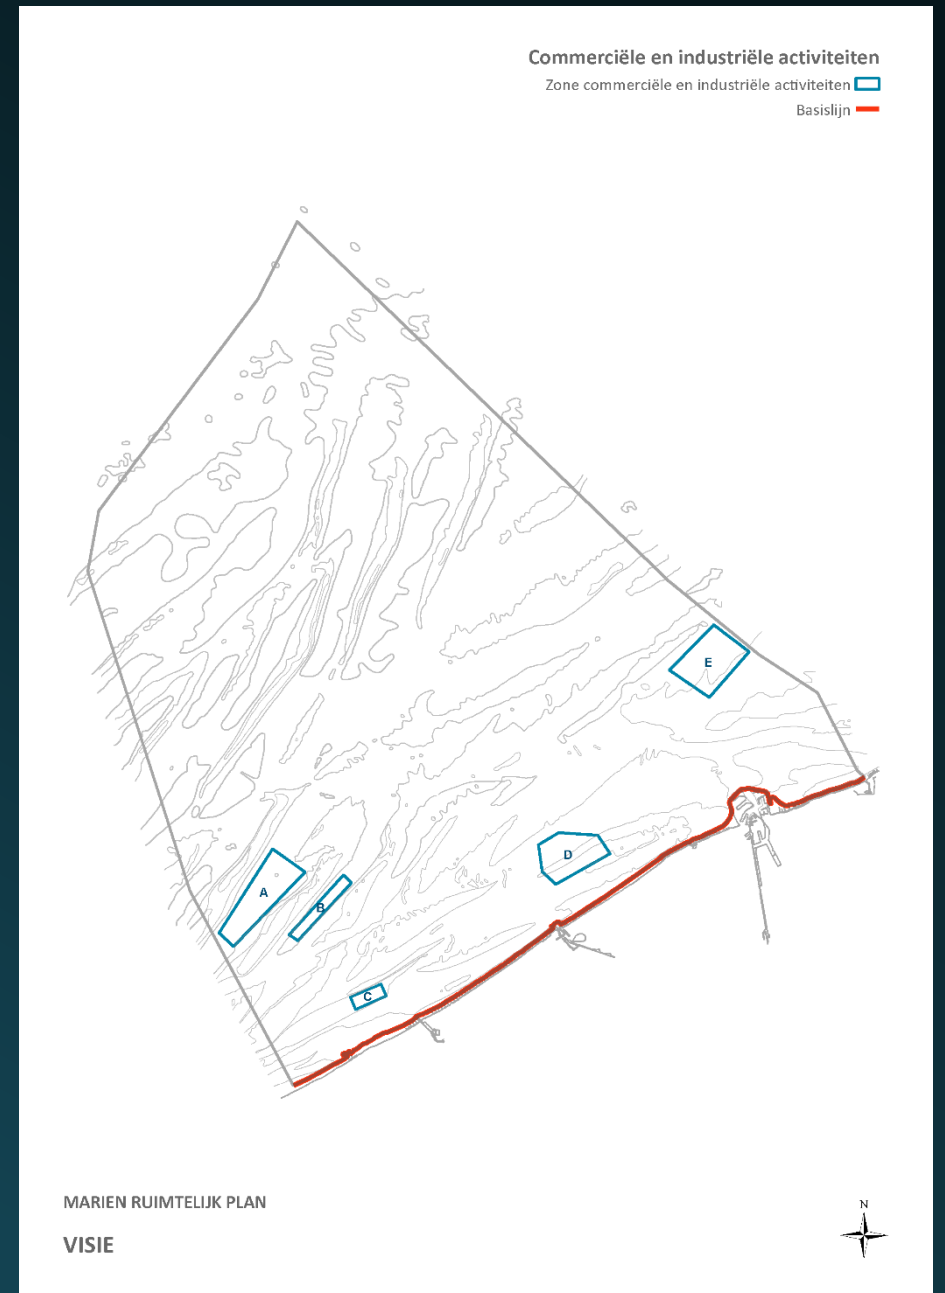 Commerciële en industriële activiteiten
Zone commerciële en industriële activiteiten
Basislijn
E
D
A
B
C
MARIEN RUIMTELIJK PLAN
VISIE
N